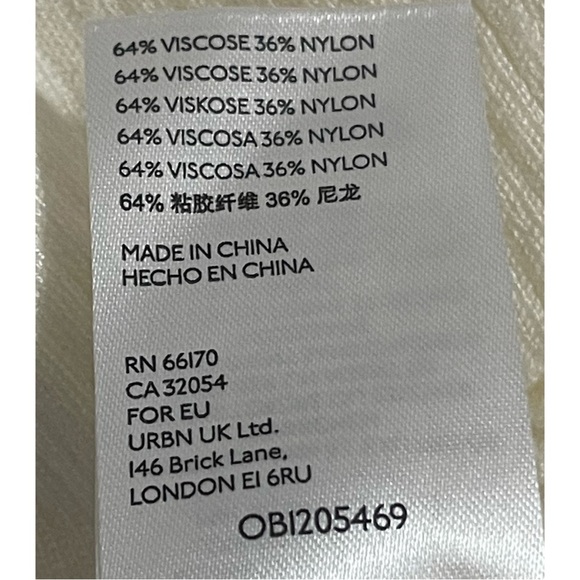 64% VISCOSE 36% NYLON
64% VISCOSE 36% NYLON
64% VISKOSE 36% NYLON
64% VISCOSA 36% NYLON
64% VISCOSA 36% NYLON
64% 粘胶纤维 36% 尼龙
MADE IN CHINA
HECHO EN CHINA
RN 66170
CA 32054
FOR EU
URBN UK Ltd.
146 Brick Lane,
LONDON E1 6RU
OB1205469